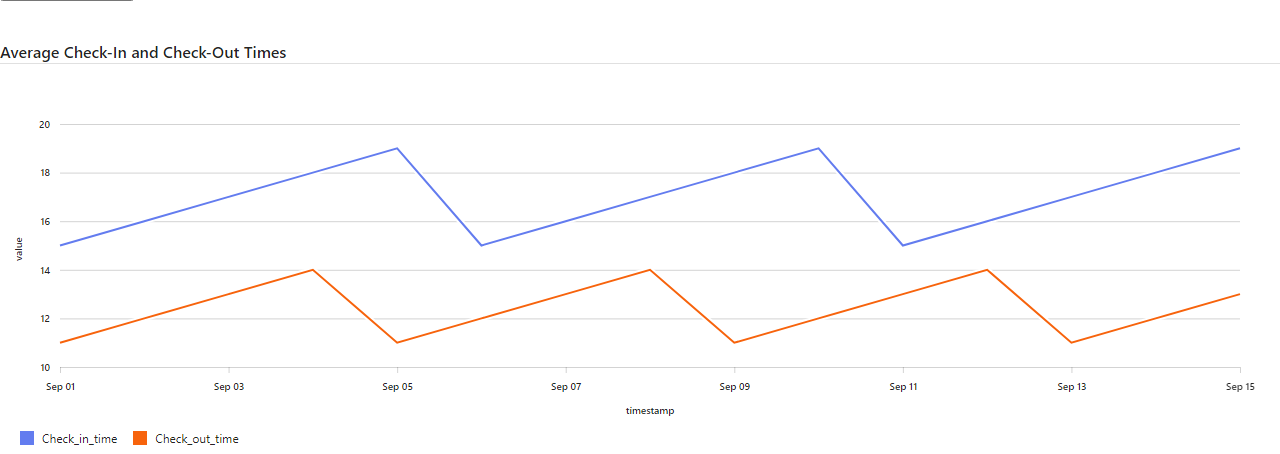 Average Check-In and Check-Out Times
20
18
16
14
12
10
value
Sep 01 Sep 03 Sep 05 Sep 07 Sep 09 Sep 11 Sep 13 Sep 15
timestamp
Check_in_time Check_out_time